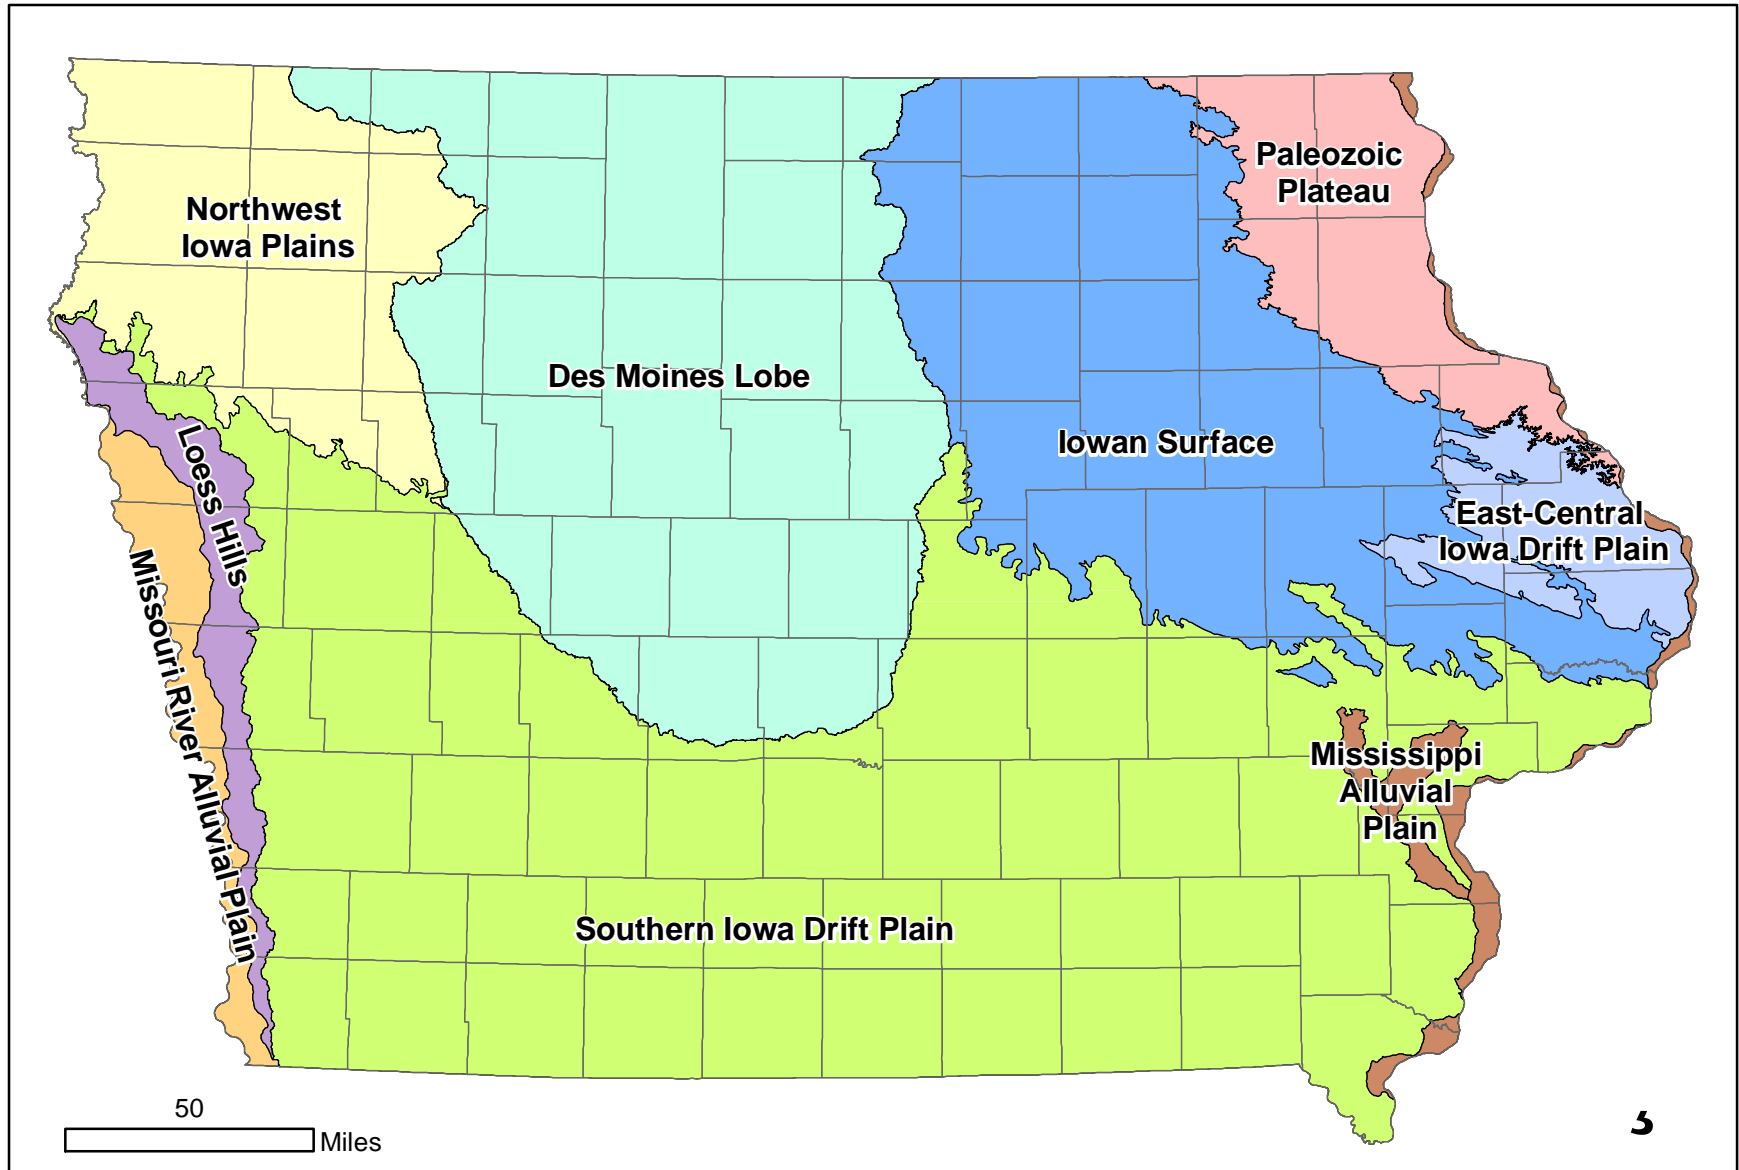 Paleozoic
Plateau
Northwest
Iowa Plains
Des Moines Lobe
Iowan Surface
Loess Hills
East-Central
Iowa Drift Plain
Missouri River Alluvial Plain
Mississippi
Alluvial
Plain
Southern Iowa Drift Plain
50
Miles